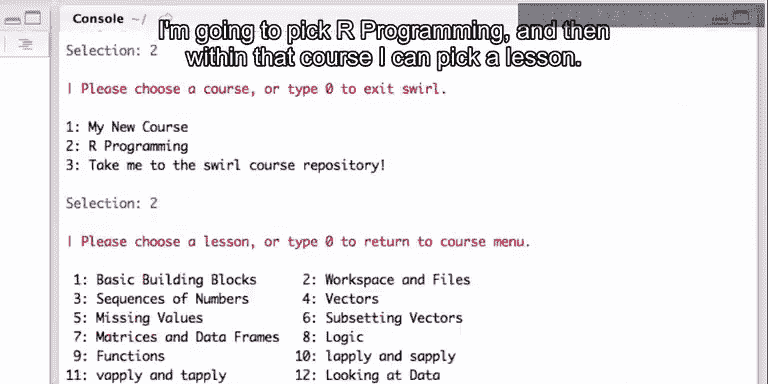 Console ~/
I'm going to pick R Programming, and then
within that course I can pick a lesson.
Selection: 2
| Please choose a course, or type 0 to exit swirl.
1: My New Course
2: R Programming
3: Take me to the swirl course repository!
Selection: 2
| Please choose a lesson, or type 0 to return to course menu.
1: Basic Building Blocks 2: Workspace and Files
3: Sequences of Numbers 4: Vectors
5: Missing Values 6: Subsetting Vectors
7: Matrices and Data Frames 8: Logic
9: Functions 10: lapply and sapply
11: vapply and tapply 12: Looking at Data